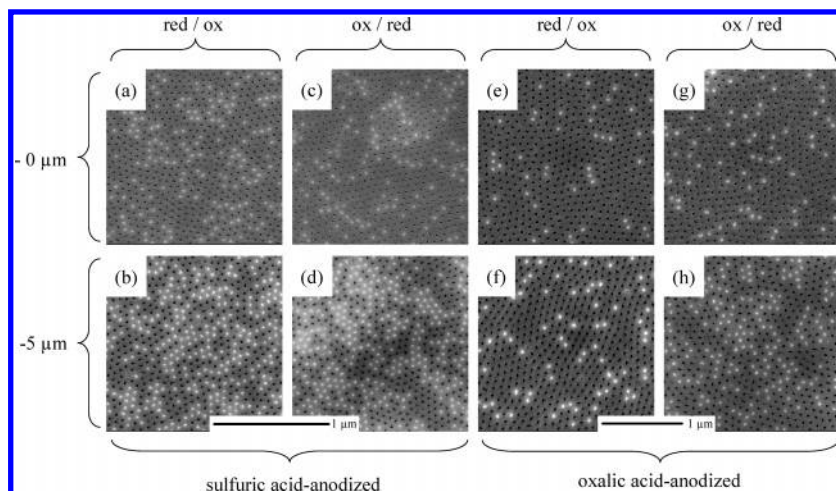 red / ox ox / red red / ox ox / red
(a) (c) (e) (g)
- 0 μm
(b) (d) (f) (h)
-5 μm
1 μm 1 μm
sulfuric acid-anodized oxalic acid-anodized